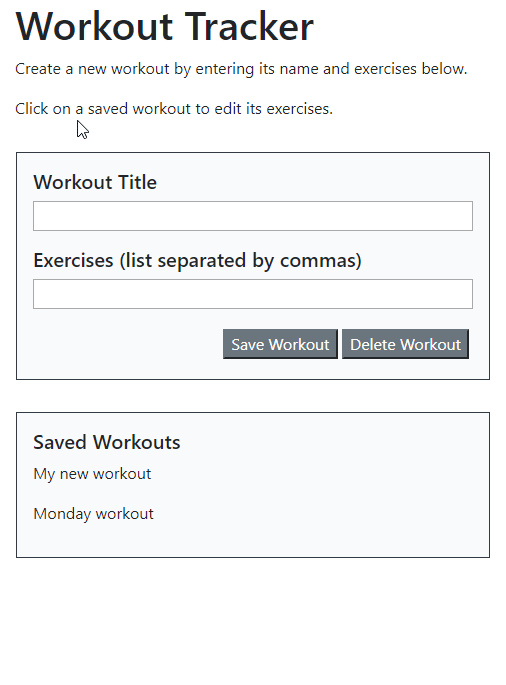 Workout Tracker
Create a new workout by entering its name and exercises below.
Click on a saved workout to edit its exercises.
Workout Title
Exercises (list separated by commas)
Save Workout Delete Workout
Saved Workouts
My new workout
Monday workout